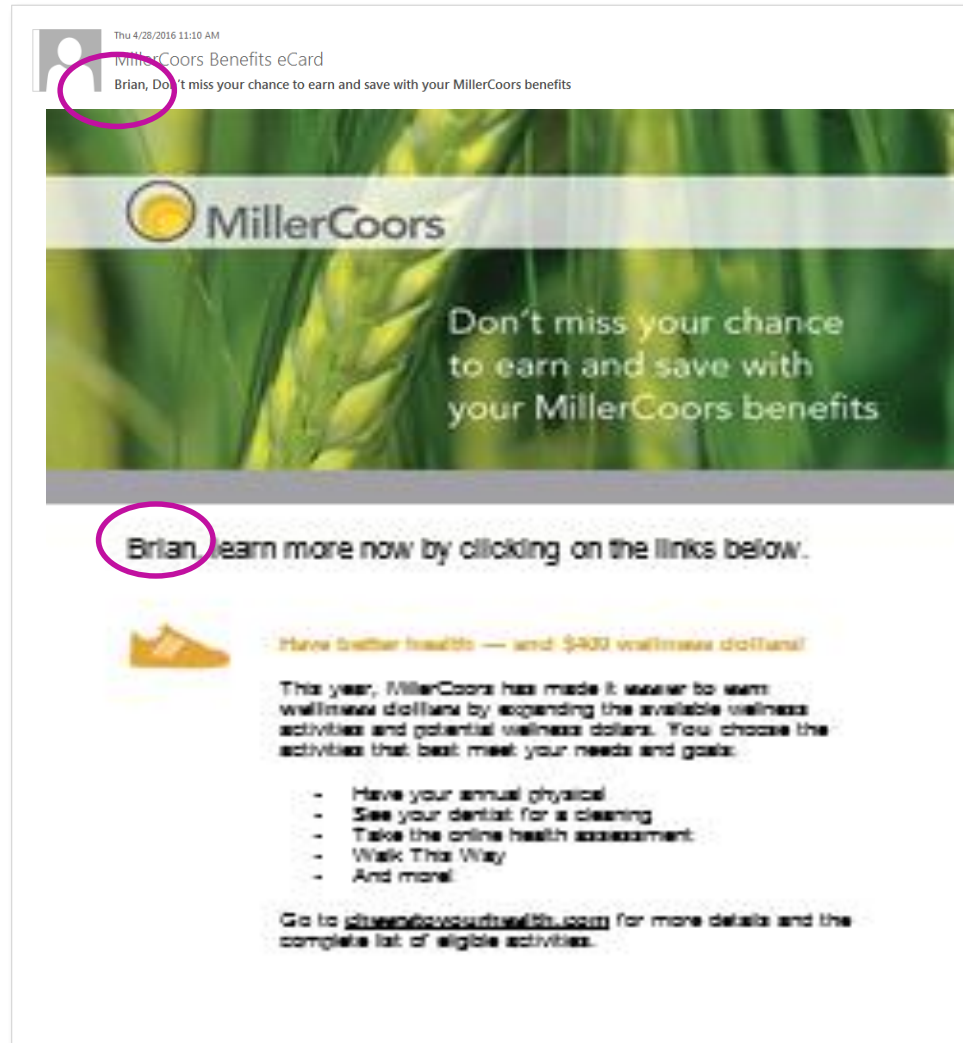 Thu 4/28/2016 11:10 AM
MillerCoors Benefits eCard
Brian, Don't miss your chance to earn and save with your MillerCoors benefits
MillerCoors
Don't miss your chance
to earn and save with
your MillerCoors benefits
Brian, learn more now by clicking on the links below.
Have better health — and $400 wellness dollars!
This year, MillerCoors has made it easier to earn
wellness dollars by expanding the available wellness
activities and potential wellness dollars. You choose the
activities that best meet your needs and goals:
- Have your annual physical
- See your dentist for a cleaning
- Take the online health assessment
- Walk This Way
- And more!
Go to cheerstoyourhealth.com for more details and the
complete list of eligible activities.